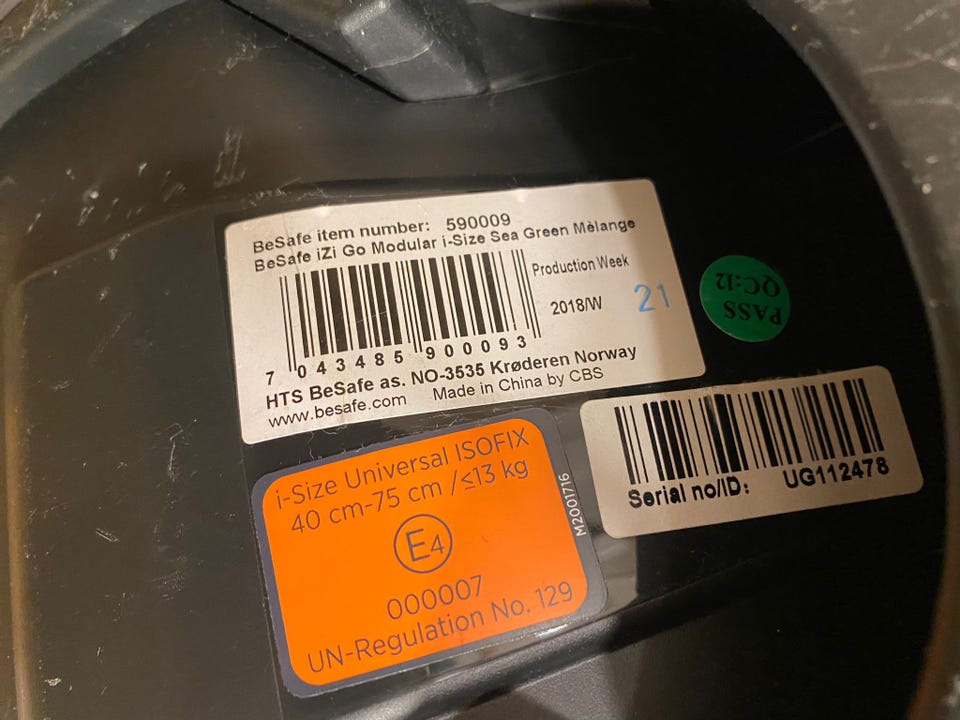 BeSafe item number: 590009
BeSafe iZi Go Modular i-Size Sea Green Mèlange
Production Week
2018/W 21
7 043485 900093
HTS BeSafe as. NO-3535 Krøderen Norway
www.besafe.com Made in China by CBS
PASS
QC:12
Serial no/ID: UG112478
i-Size Universal ISOFIX
40 cm-75 cm /≤13 kg
E4
000007
UN-Regulation No. 129
M2001716